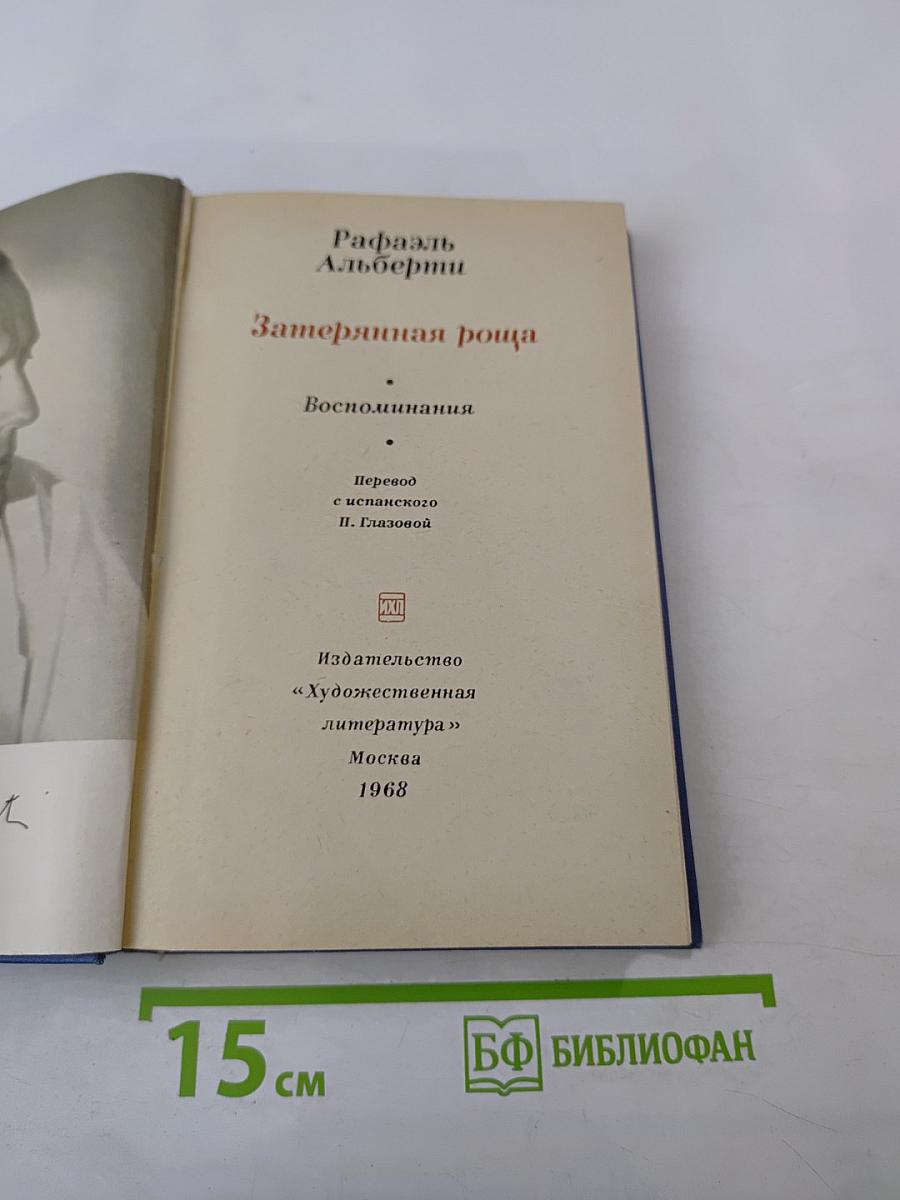 Рафаэль
Альберти
Затерянная роща
Воспоминания
Перевод
с испанского
Н. Глазовой
ИХЛ
Издательство
«Художественная
литература»
Москва
1968
15 см
БФ БИБЛИОФАН